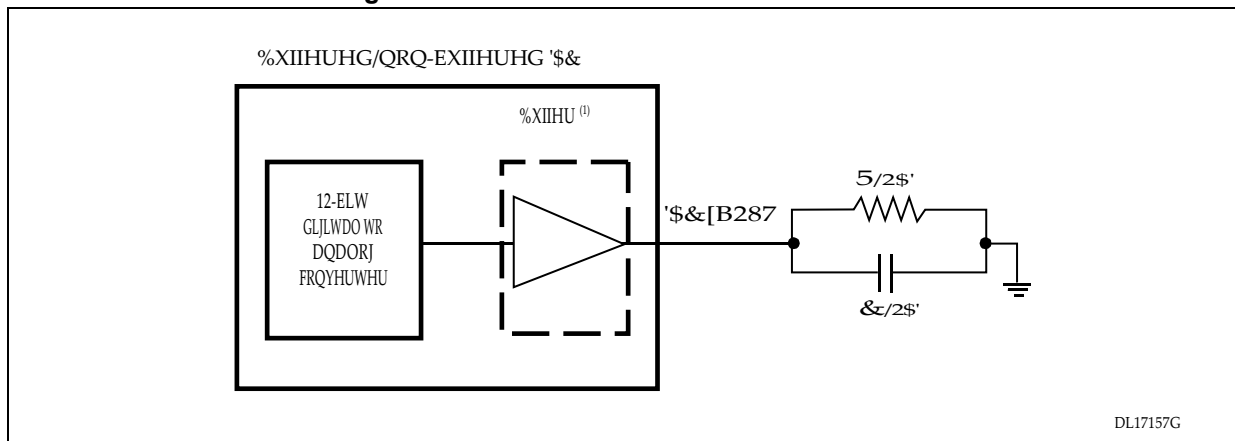 %XIIHUHG/QRQ-EXIIHUHG '$&
%XIIHU (1)
12-ELW
GLJLWDO WR
DQDORJ
FRQYHUWHU
'$&[B287
5/2$'
&/2$'
DL17157G